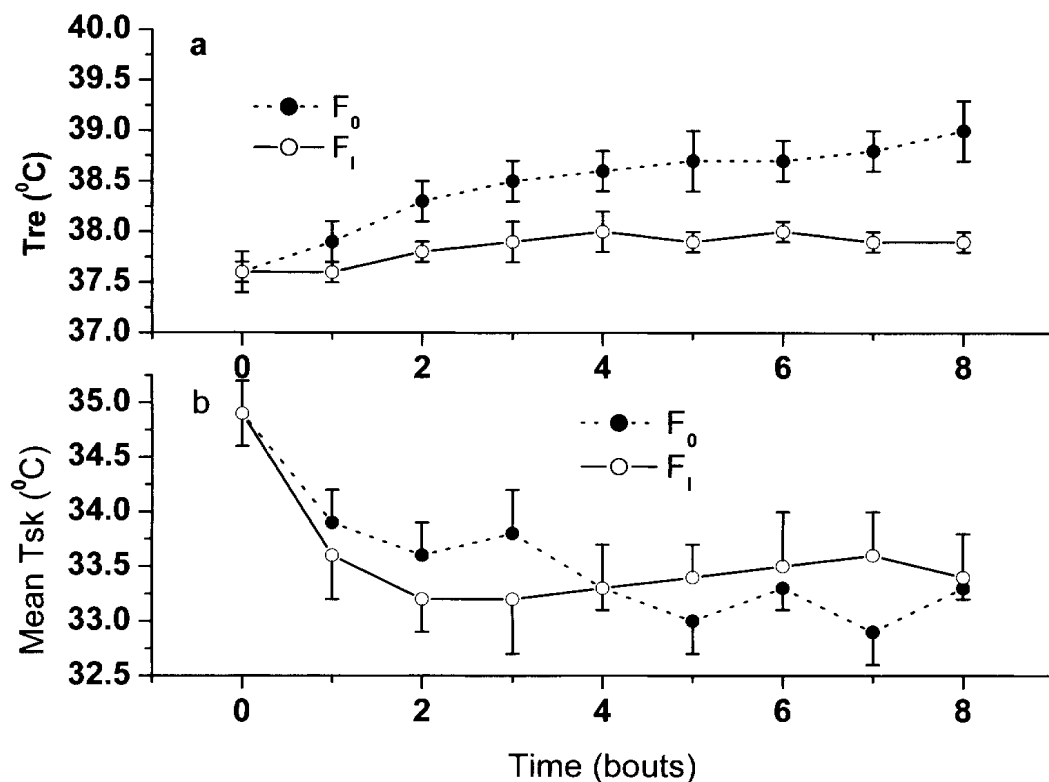 a
F0
FI
Tre (⁰C)
40.0
39.5
39.0
38.5
38.0
37.5
37.0
0 2 4 6 8
b
F0
FI
Mean Tsk (⁰C)
35.0
34.5
34.0
33.5
33.0
32.5
0 2 4 6 8
Time (bouts)